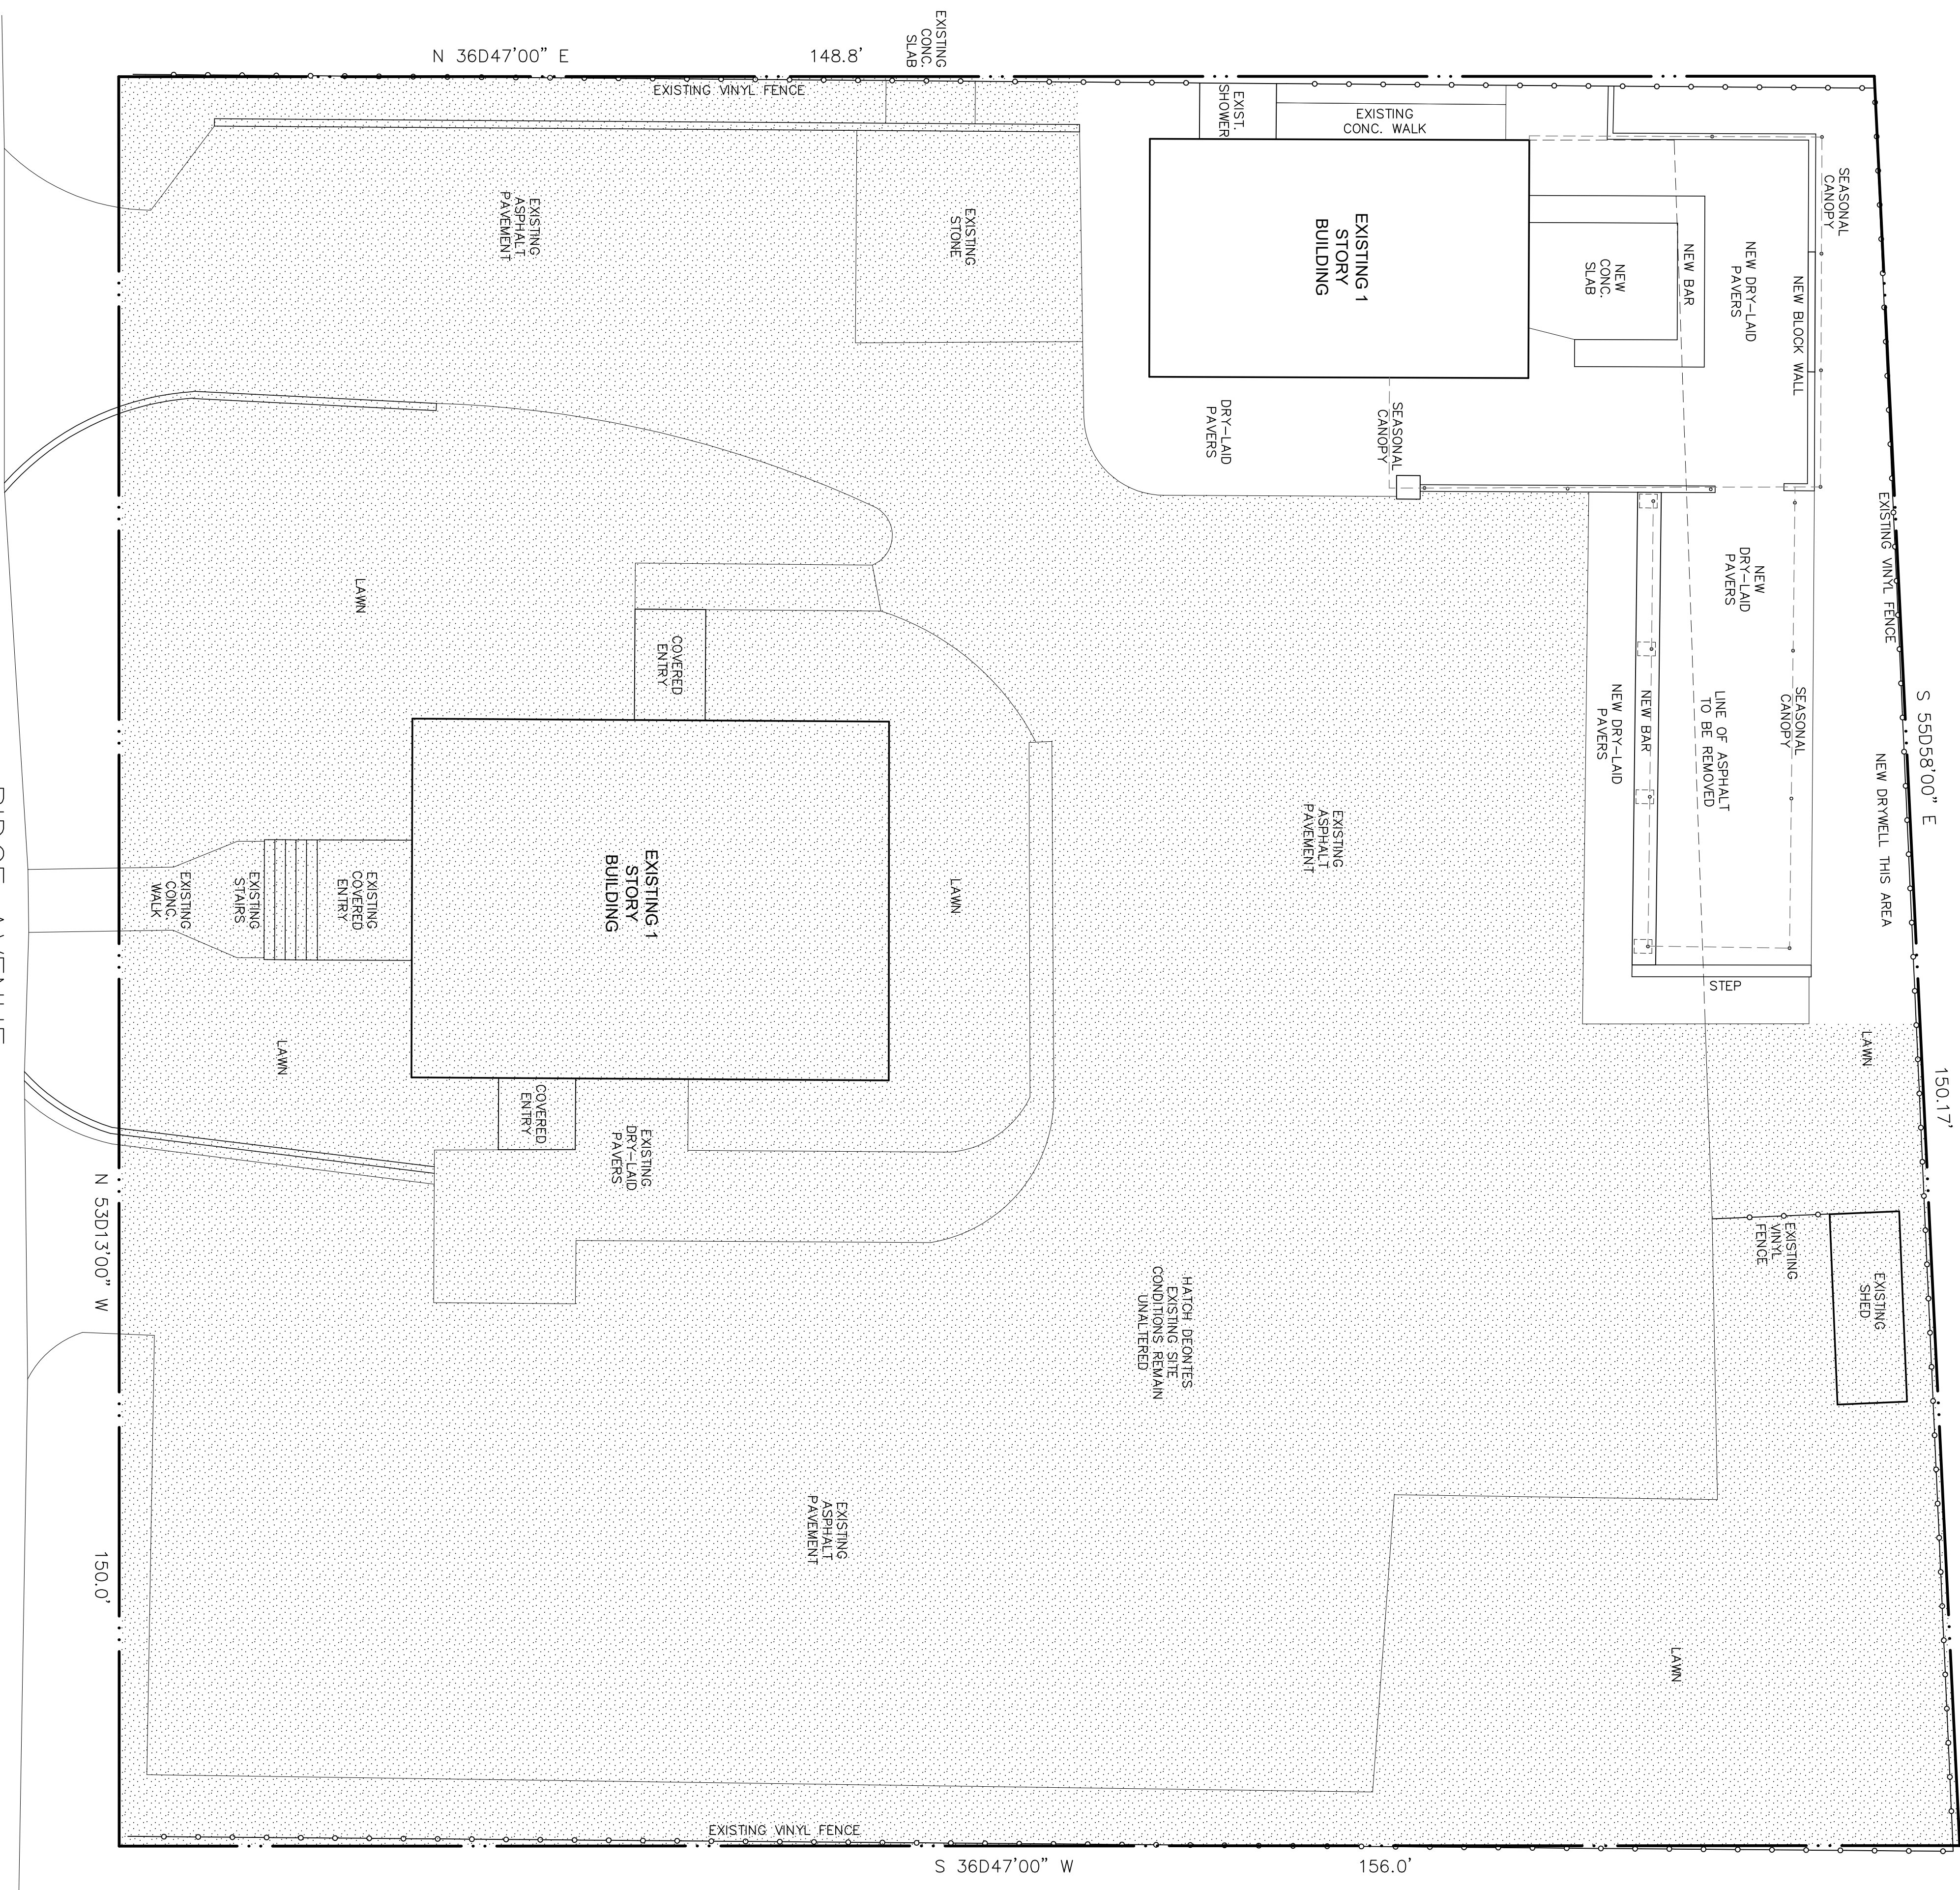 N 36D47'00" E
148.8'
EXISTING
CONC.
SLAB
EXISTING VINYL FENCE
EXIST.
SHOWER
EXISTING
CONC. WALK
SEASONAL
CANOPY
EXISTING
ASPHALT
PAVEMENT
EXISTING
STONE
EXISTING 1
STORY
BUILDING
NEW
CONC.
SLAB
NEW BAR
NEW DRY-LAID
PAVERS
NEW BLOCK WALL
DRY-LAID
PAVERS
SEASONAL
CANOPY
EXISTING VINYL FENCE
S 55D58'00" E
150.17'
NEW DRYWELL THIS AREA
NEW
DRY-LAID
PAVERS
LAWN
COVERED
ENTRY
NEW DRY-LAID
PAVERS
NEW BAR
LINE OF ASPHALT
TO BE REMOVED
SEASONAL
CANOPY
EXISTING
ASPHALT
PAVEMENT
STEP
LAWN
EXISTING 1
STORY
BUILDING
LAWN
EXISTING
COVERED
ENTRY
EXISTING
STAIRS
EXISTING
CONC.
WALK
RIDGE AVENUE
LAWN
COVERED
ENTRY
EXISTING
DRY-LAID
PAVERS
N 53D13'00" W
150.0'
HATCH DEONTES
EXISTING SITE
CONDITIONS REMAIN
UNALTERED
EXISTING
VINYL
FENCE
EXISTING
SHED
EXISTING
ASPHALT
PAVEMENT
LAWN
EXISTING VINYL FENCE
S 36D47'00" W
156.0'